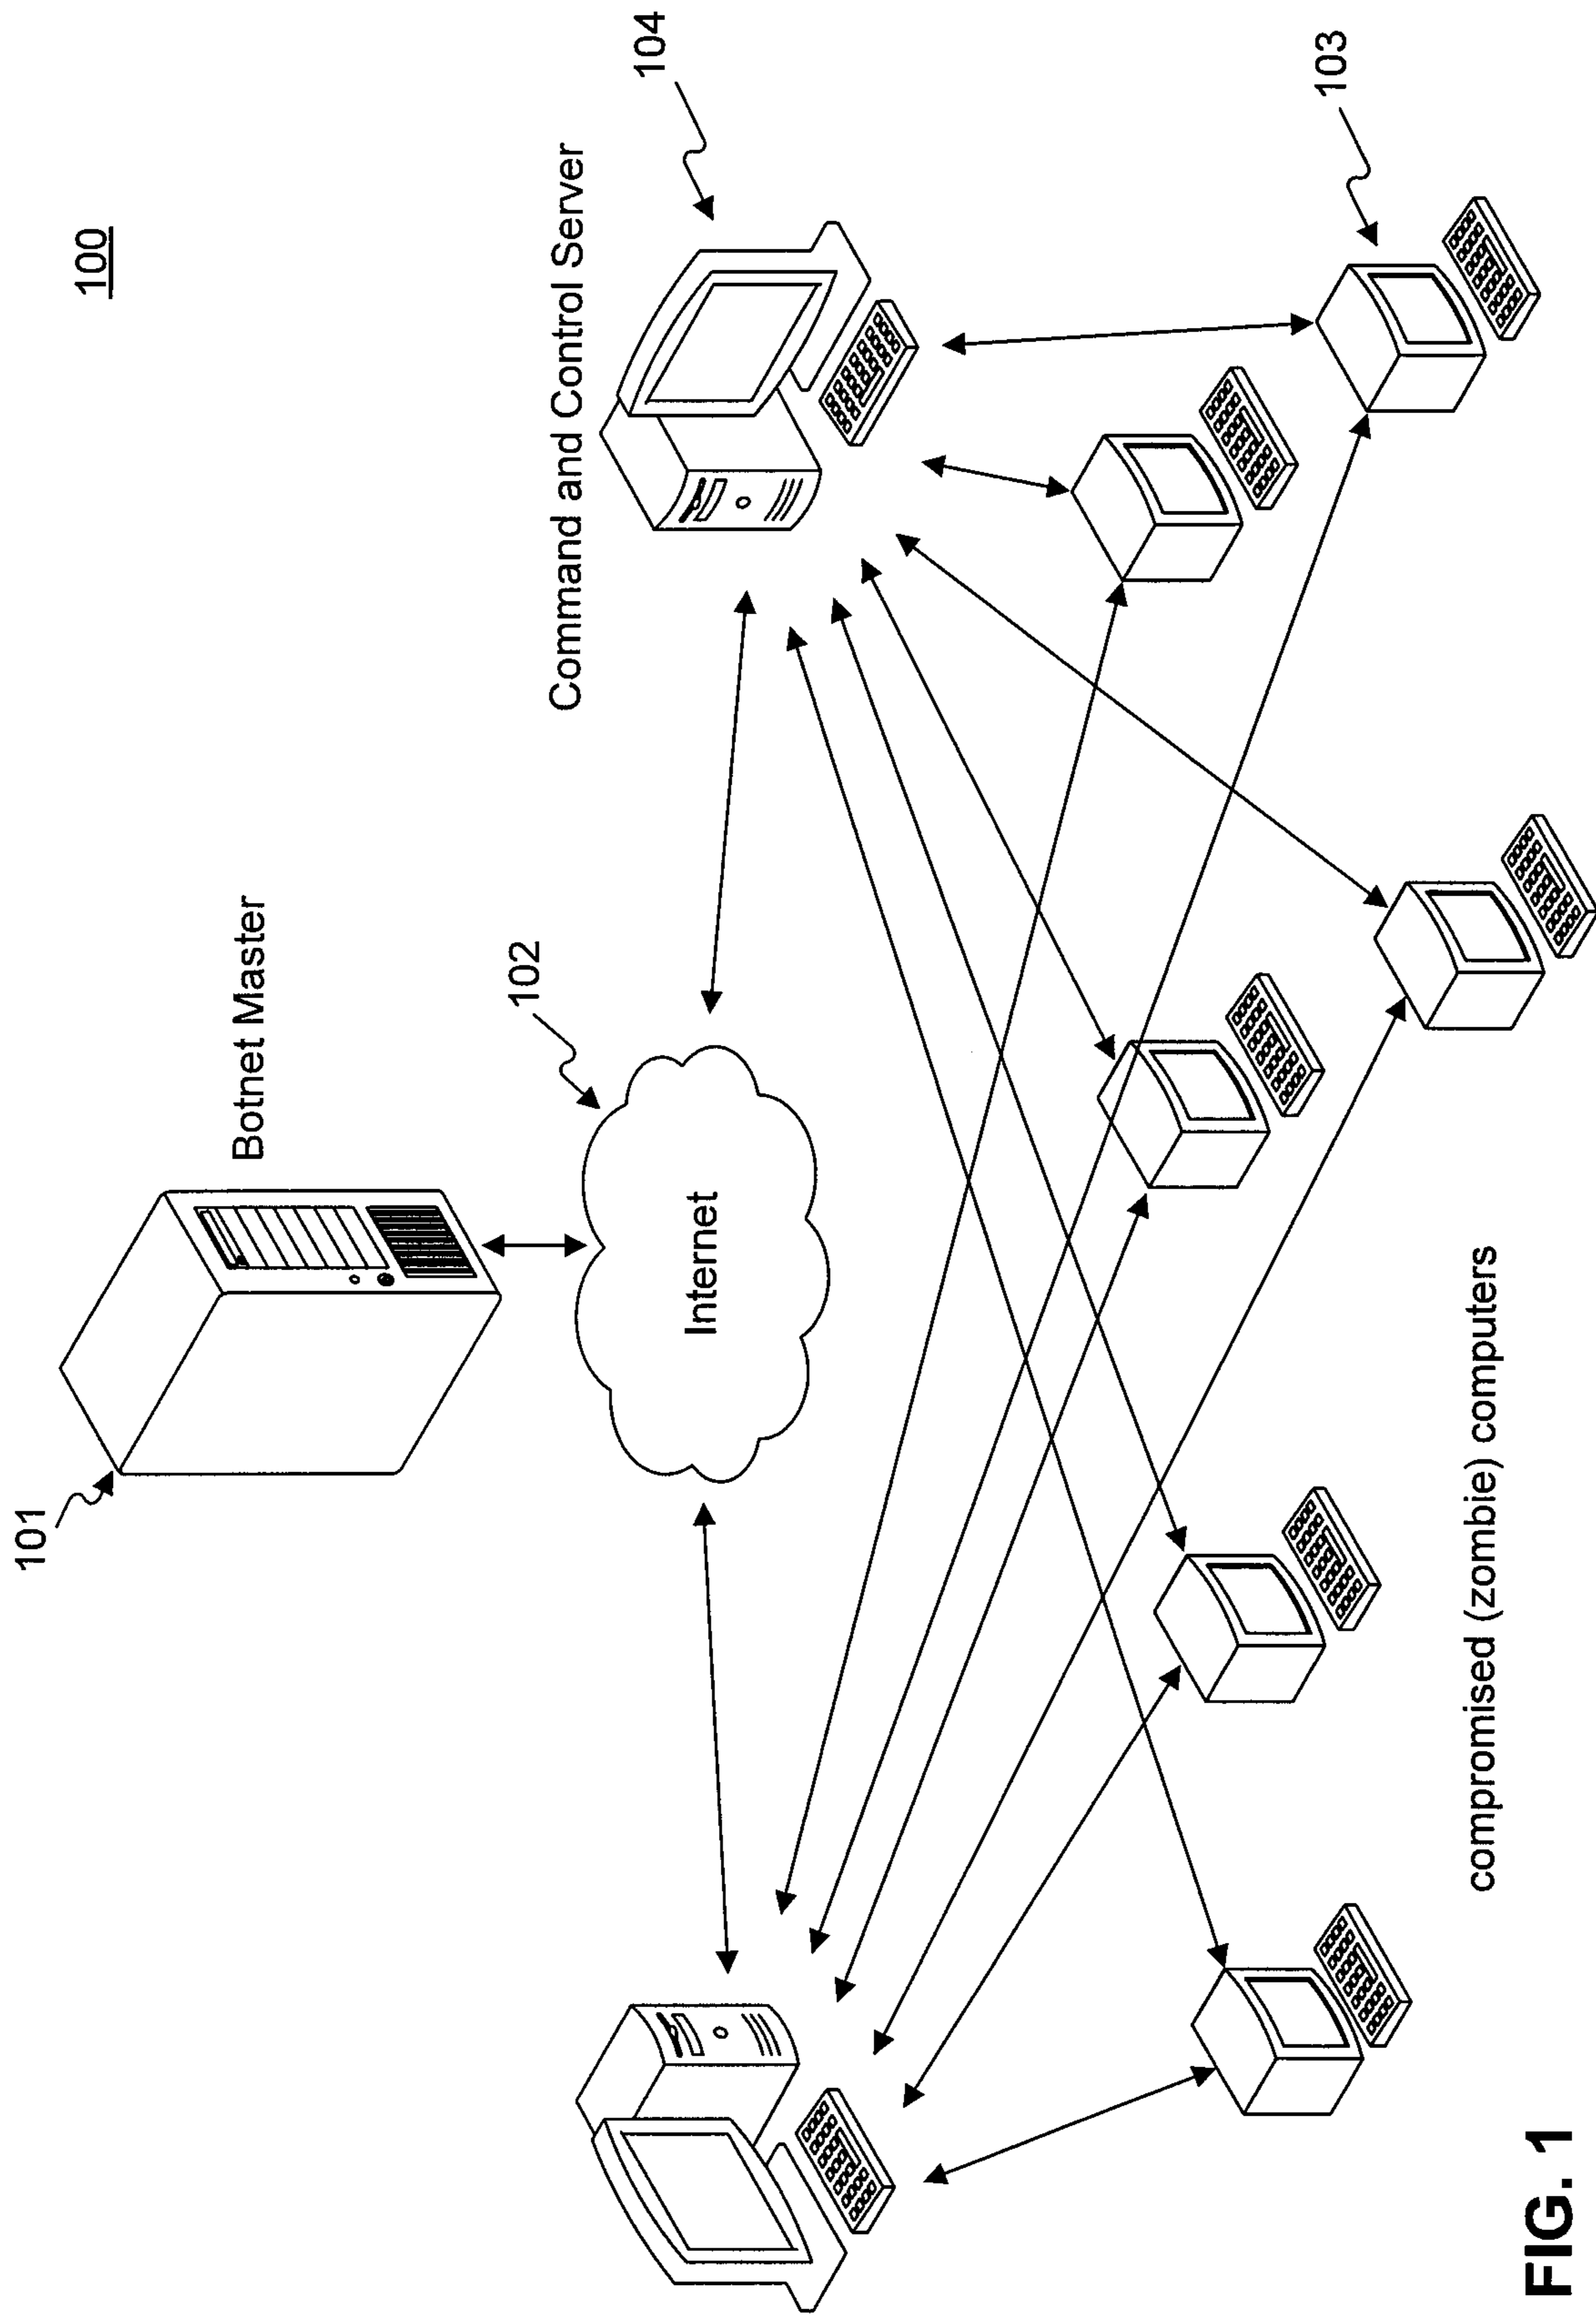 100
101
Botnet Master
102
Internet
Command and Control Server
104
103
compromised (zombie) computers
FIG. 1